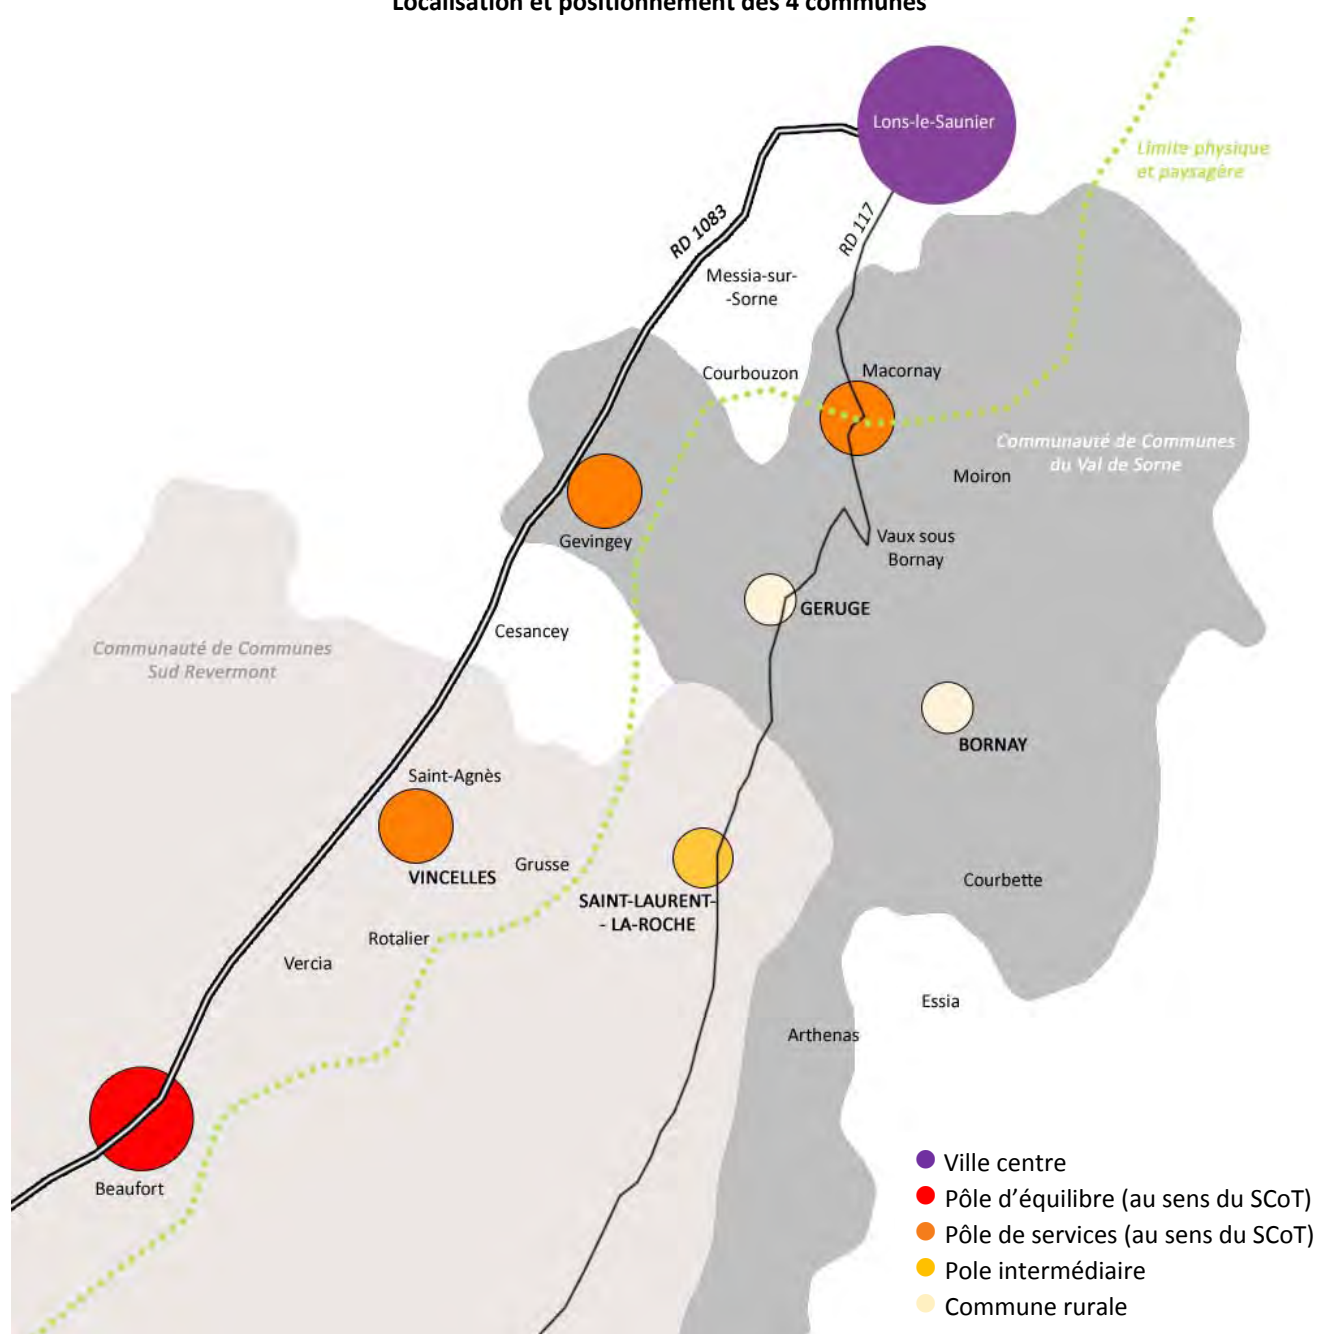 Localisation et positionnement des 4 communes
Lons-le-Saunier
Limite physique
et paysagère
RD 1083
RD 117
Messia-sur-
-Sorne
Courbouzon
Macornay
Communauté de Communes
du Val de Sorne
Moiron
Gevingey
Vaux sous
Bornay
GERUGE
Cesancey
Communauté de Communes
Sud Revermont
BORNAY
Saint-Agnès
VINCELLES
Grusse
SAINT-LAURENT-
- LA-ROCHE
Courbette
Rotalier
Vercia
Essia
Arthenas
Beaufort
Ville centre
Pôle d'équilibre (au sens du SCoT)
Pôle de services (au sens du SCoT)
Pole intermédiaire
Commune rurale